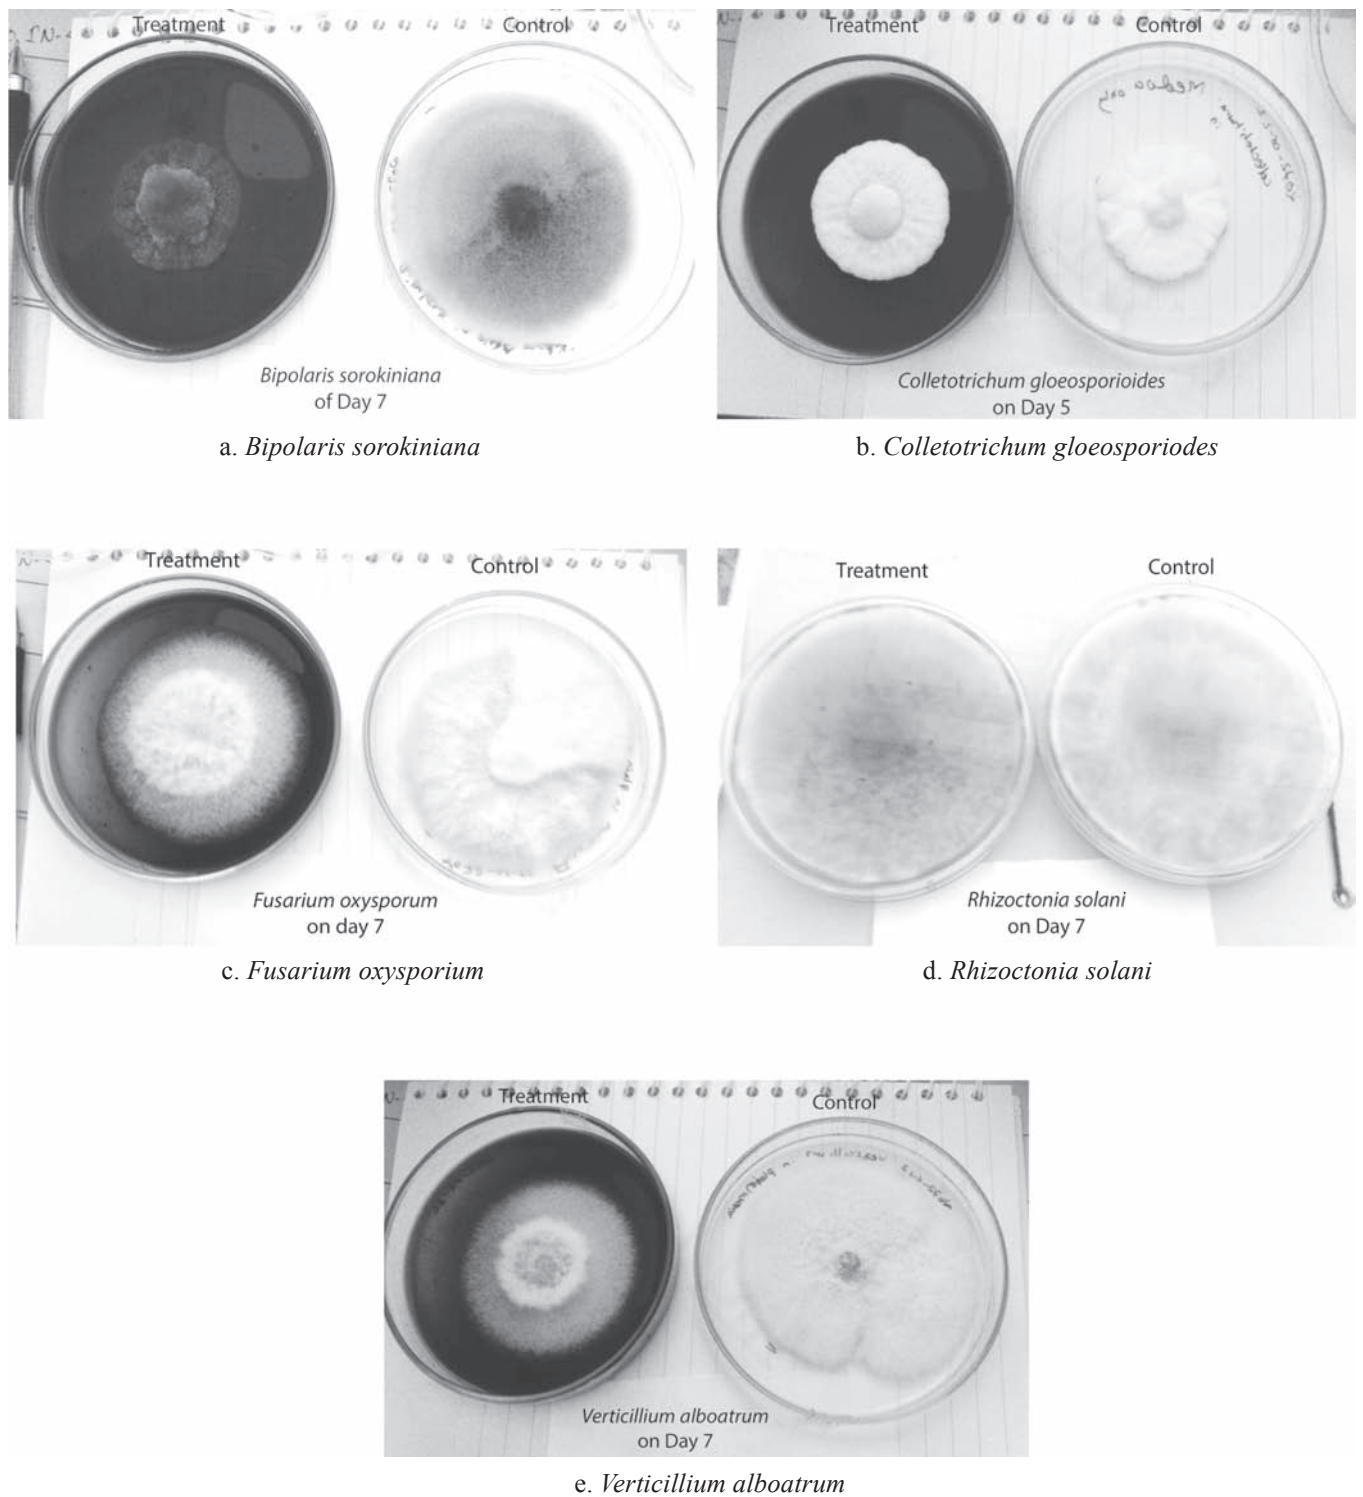 Treatment Control
Bipolaris sorokiniana
of Day 7
a. Bipolaris sorokiniana
Treatment Control
Colletotrichum gloeosporioides
on Day 5
b. Colletotrichum gloeosporiodes
Treatment Control
Fusarium oxysporum
on day 7
c. Fusarium oxysporium
Treatment Control
Rhizoctonia solani
on Day 7
d. Rhizoctonia solani
Treatment Control
Verticillium alboatrum
on Day 7
e. Verticillium alboatrum